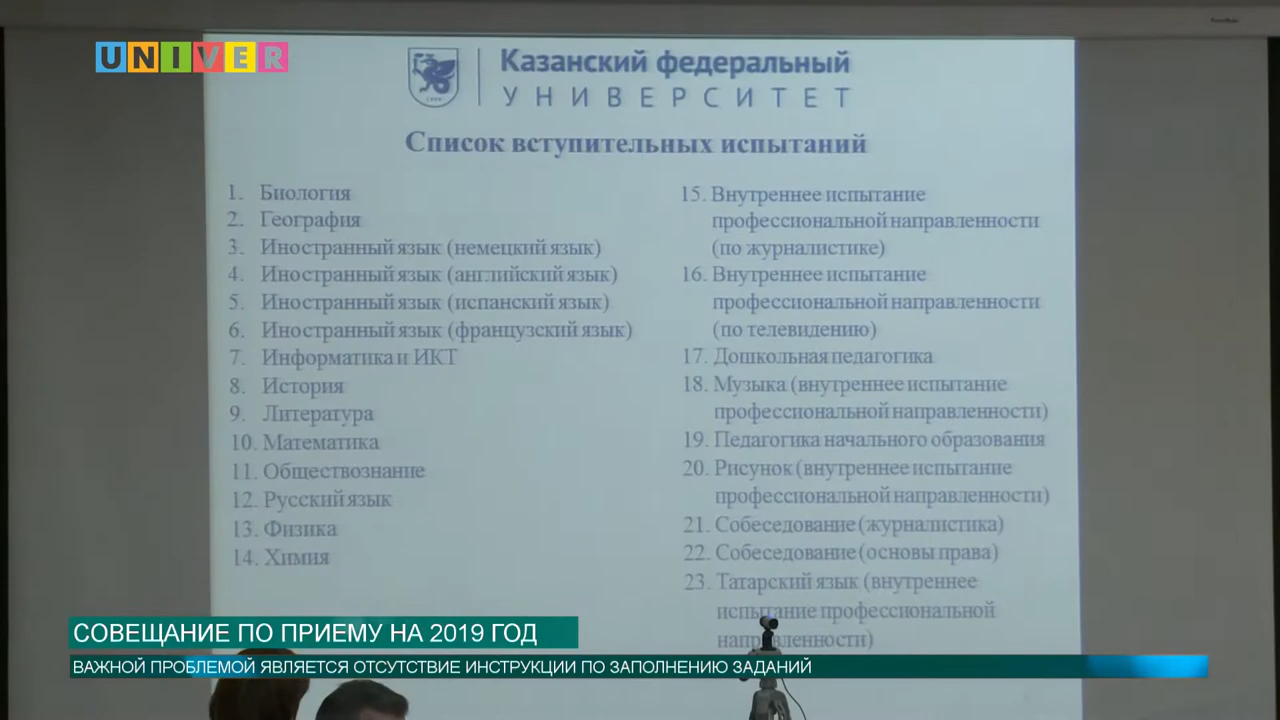 UNIVER
Казанский федеральный
УНИВЕРСИТЕТ
Список вступительных испытаний
1. Биология
2. География
3. Иностранный язык (немецкий язык)
4. Иностранный язык (английский язык)
5. Иностранный язык (испанский язык)
6. Иностранный язык (французский язык)
7. Информатика и ИКТ
8. История
9. Литература
10. Математика
11. Обществознание
12. Русский язык
13. Физика
14. Химия
15. Внутреннее испытание
профессиональной направленности
(по журналистике)
16. Внутреннее испытание
профессиональной направленности
(по телевидению)
17. Дошкольная педагогика
18. Музыка (внутреннее испытание
профессиональной направленности)
19. Педагогика начального образования
20. Рисунок (внутреннее испытание
профессиональной направленности)
21. Собеседование (журналистика)
22. Собеседование (основы права)
23. Татарский язык (внутреннее
испытание профессиональной
направленности)
СОВЕЩАНИЕ ПО ПРИЕМУ НА 2019 ГОД
ВАЖНОЙ ПРОБЛЕМОЙ ЯВЛЯЕТСЯ ОТСУТСТВИЕ ИНСТРУКЦИИ ПО ЗАПОЛНЕНИЮ ЗАДАНИЙ